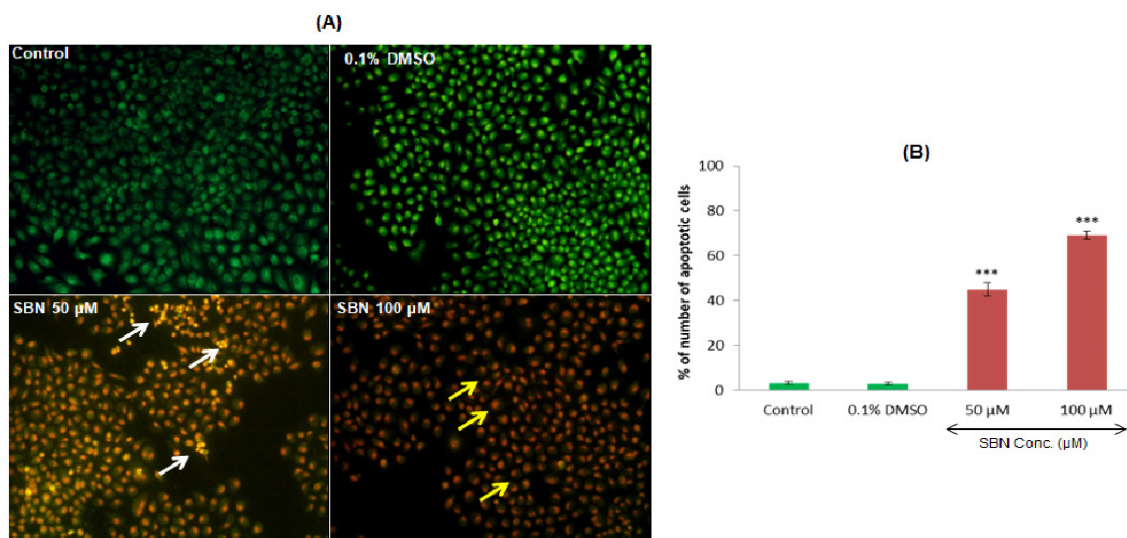 (A)
Control
0.1% DMSO
SBN 50 µM
SBN 100 µM
(B)
% of number of apoptotic cells
100
80
60
40
20
0
***
***
Control
0.1% DMSO
50 µM
100 µM
SBN Conc. (µM)